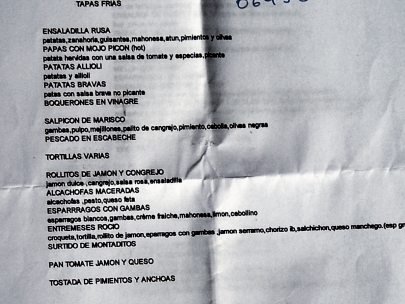 TAPAS FRIAS
ENSALADILLA RUSA
patatas,zanahoria,guisantes,mahonesa,atun,pimientos y olivas
PAPAS CON MOJO PICON (hot)
patata hervidas con una salsa de tomate y especias,picante
PATATAS ALLIOLI
patatas y allioli
PATATAS BRAVAS
patas con salsa brava no picante
BOQUERONES EN VINAGRE
SALPICON DE MARISCO
gambas,pulpo,mejillones,palito de cangrejo,pimiento,cebolla,olivas negras
PESCADO EN ESCABECHE
TORTILLAS VARIAS
ROLLITOS DE JAMON Y CONGREJO
jamon dulce,cangrejo,salsa rosa,ensaladilla
ALCACHOFAS MACERADAS
alcachofas ,pesto,queso feta
ESPARRRAGOS CON GAMBAS
esparragos blancos,gambas,crème fraiche,mahonesa,limon,cebollino
ENTREMESES ROCIO
croqueta,tortilla,rollito de jamon,eparragos con gambas ,jamon serrano,chorizo ib,salchichon,queso manchego.(esp gr
SURTIDO DE MONTADITOS
PAN TOMATE JAMON Y QUESO
TOSTADA DE PIMIENTOS Y ANCHOAS